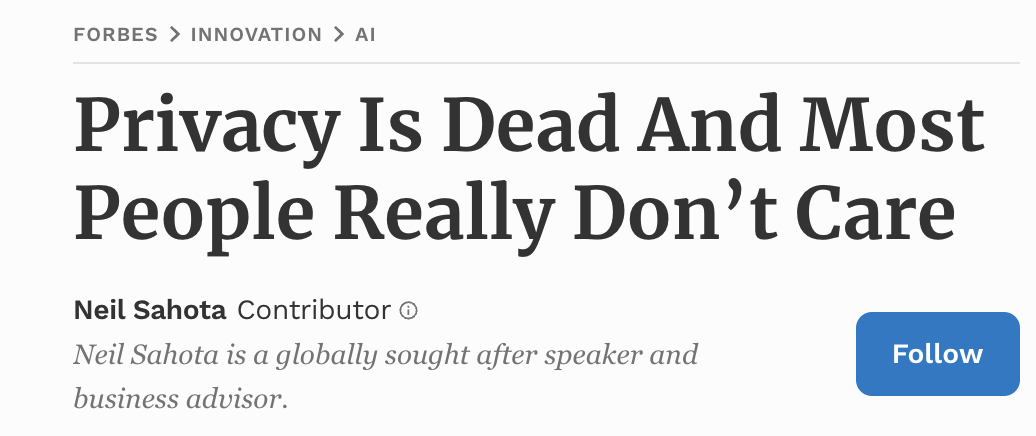 FORBES > INNOVATION > AI
Privacy Is Dead And Most
People Really Don’t Care
Neil Sahota Contributor
Neil Sahota is a globally sought after speaker and
business advisor.
Follow